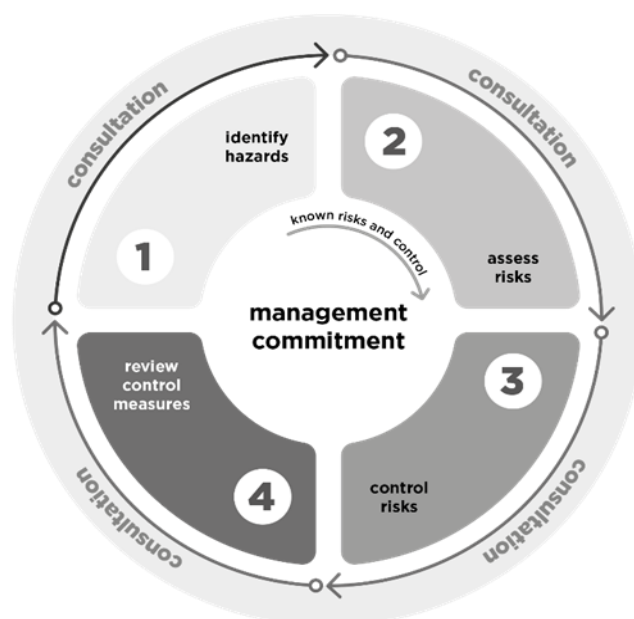 consultation
consultation
identify
hazards
1
2
assess
risks
known risks and control
management
commitment
review
control
measures
4
3
control
risks
consultation
consultation